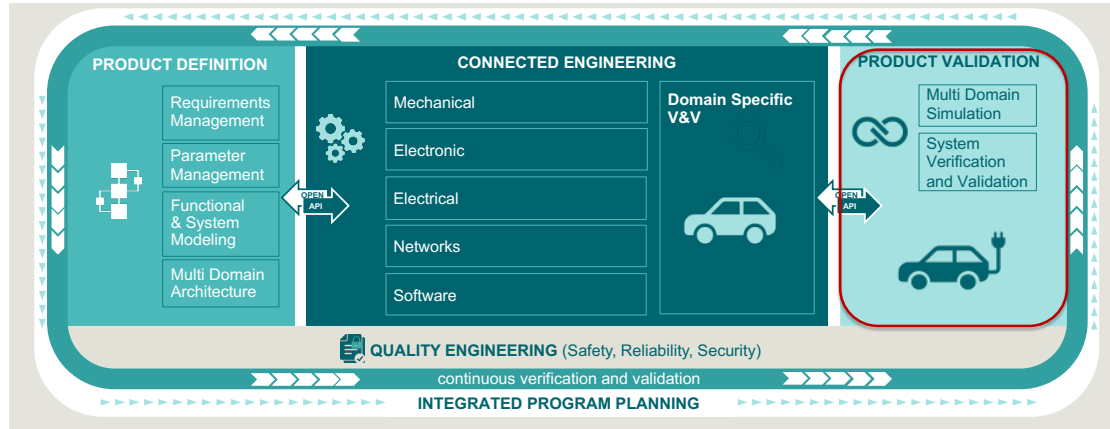 PRODUCT DEFINITION
Requirements
Management
Parameter
Management
Functional
& System
Modeling
Multi Domain
Architecture
OPEN
API
CONNECTED ENGINEERING
Mechanical
Electronic
Electrical
Networks
Software
Domain Specific
V&V
OPEN
API
PRODUCT VALIDATION
Multi Domain
Simulation
System
Verification
and Validation
QUALITY ENGINEERING (Safety, Reliability, Security)
continuous verification and validation
INTEGRATED PROGRAM PLANNING